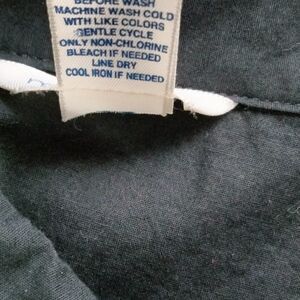 BEFORE WASH
MACHINE WASH COLD
WITH LIKE COLORS
GENTLE CYCLE
ONLY NON-CHLORINE
BLEACH IF NEEDED
LINE DRY
COOL IRON IF NEEDED